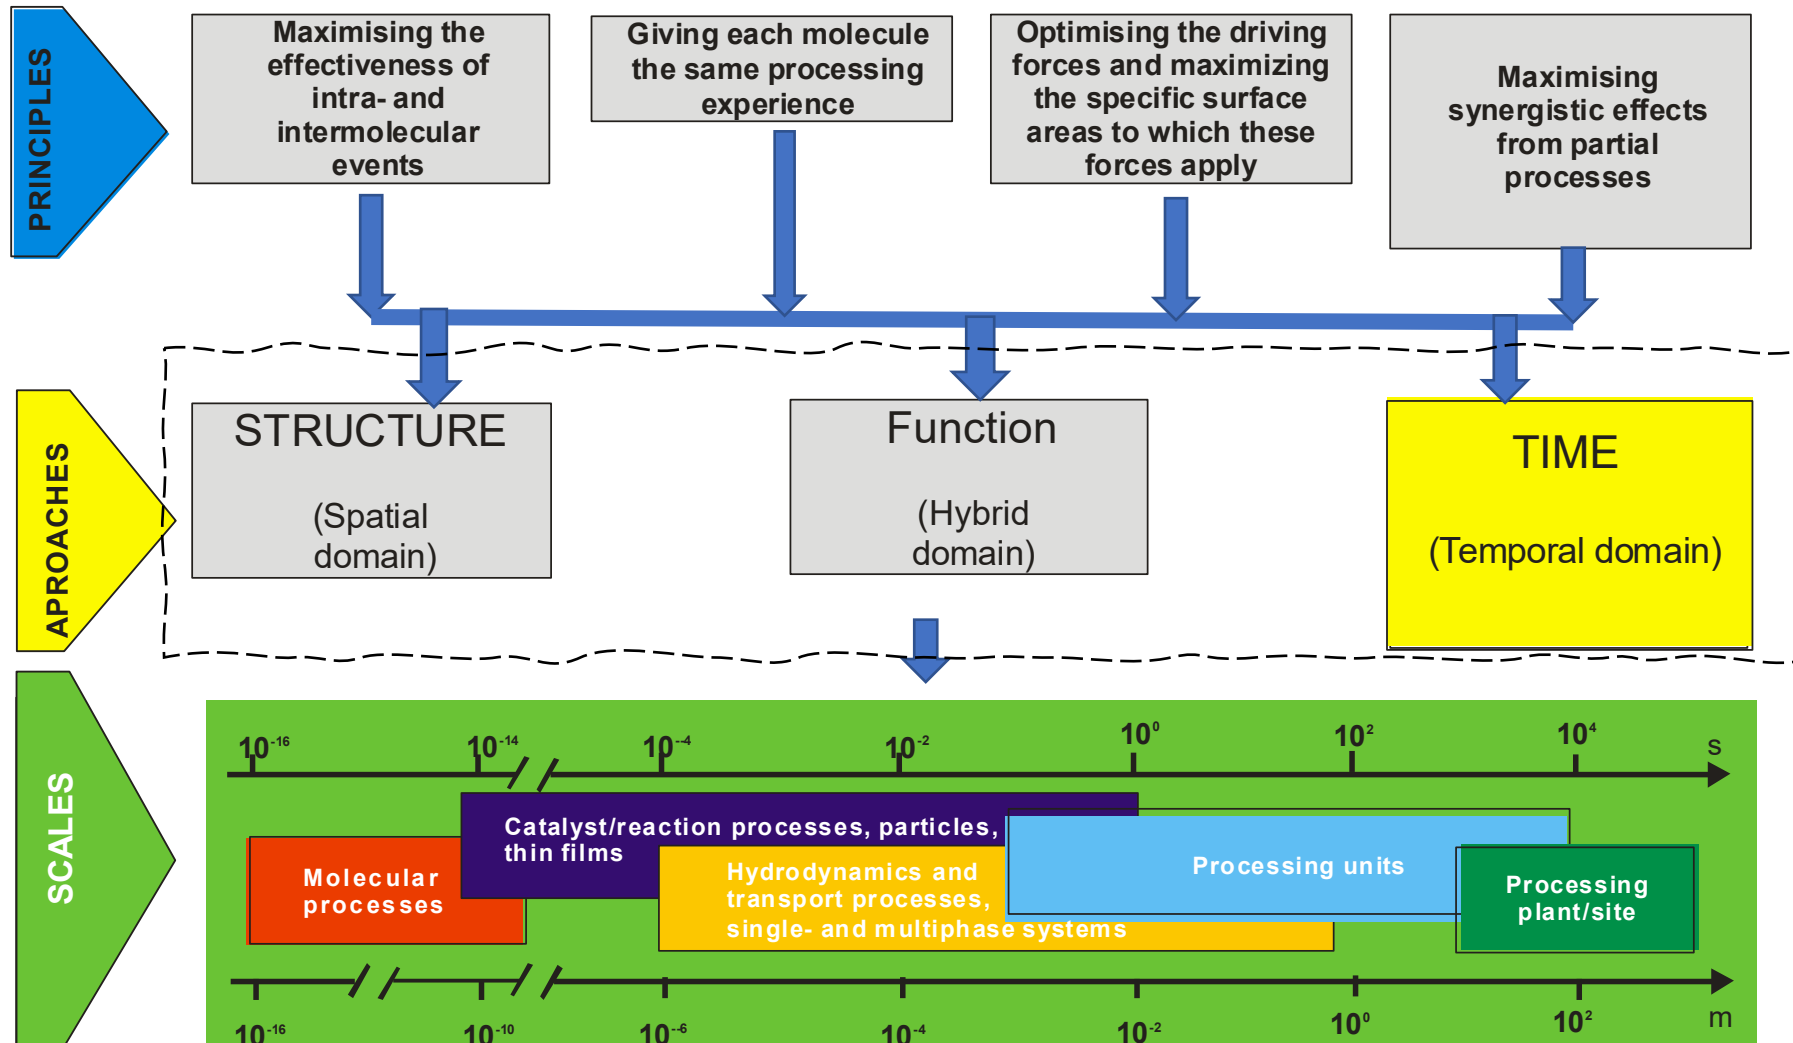 PRINCIPLES
Maximising the
effectiveness of
intra- and
intermolecular
events
Giving each molecule
the same processing
experience
Optimising the driving
forces and maximizing
the specific surface
areas to which these
forces apply
Maximising
synergistic effects
from partial
processes
APROACHES
STRUCTURE
(Spatial
domain)
Function
(Hybrid
domain)
TIME
(Temporal domain)
SCALES
10⁻¹⁶ 10⁻¹⁴ 10⁻⁻⁴ 10⁻² 10⁰ 10² 10⁴ s
Catalyst/reaction processes, particles,
thin films
Molecular
processes
Hydrodynamics and
transport processes,
single- and multiphase systems
Processing units
Processing
plant/site
10⁻¹⁶ 10⁻¹⁰ 10⁻⁻⁶ 10⁻⁴ 10⁻² 10⁰ 10² m